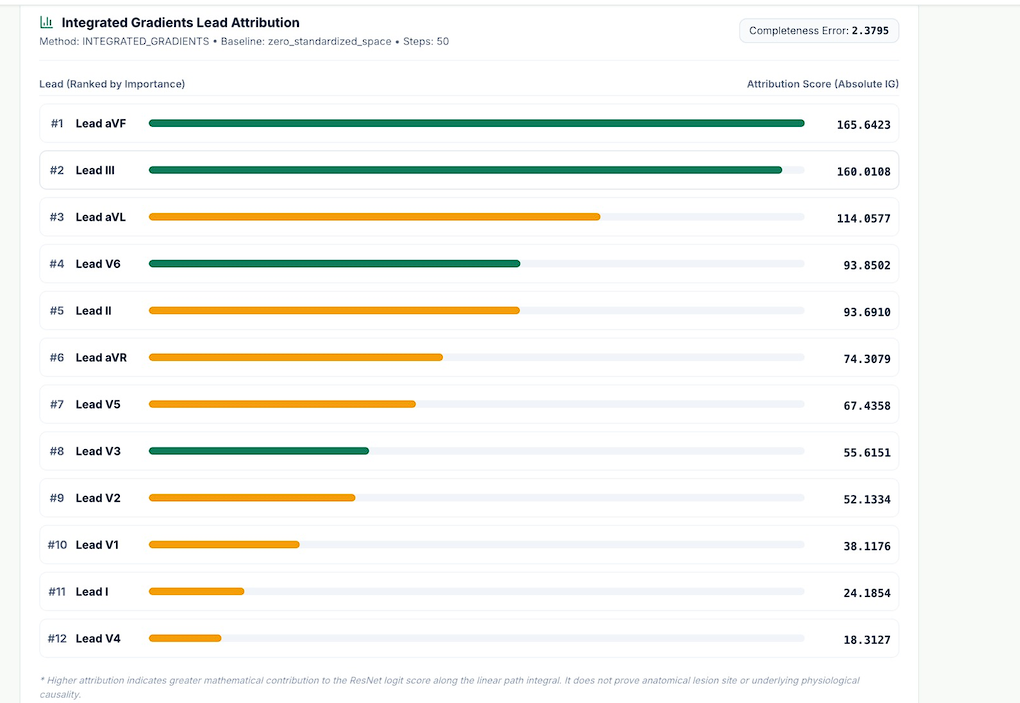 Integrated Gradients Lead Attribution
Method: INTEGRATED_GRADIENTS • Baseline: zero_standardized_space • Steps: 50
Completeness Error: 2.3795
Lead (Ranked by Importance) Attribution Score (Absolute IG)
#1 Lead aVF 165.6423
#2 Lead III 160.0108
#3 Lead aVL 114.0577
#4 Lead V6 93.8502
#5 Lead II 93.6910
#6 Lead aVR 74.3079
#7 Lead V5 67.4358
#8 Lead V3 55.6151
#9 Lead V2 52.1334
#10 Lead V1 38.1176
#11 Lead I 24.1854
#12 Lead V4 18.3127
* Higher attribution indicates greater mathematical contribution to the ResNet logit score along the linear path integral. It does not prove anatomical lesion site or underlying physiological
causality.